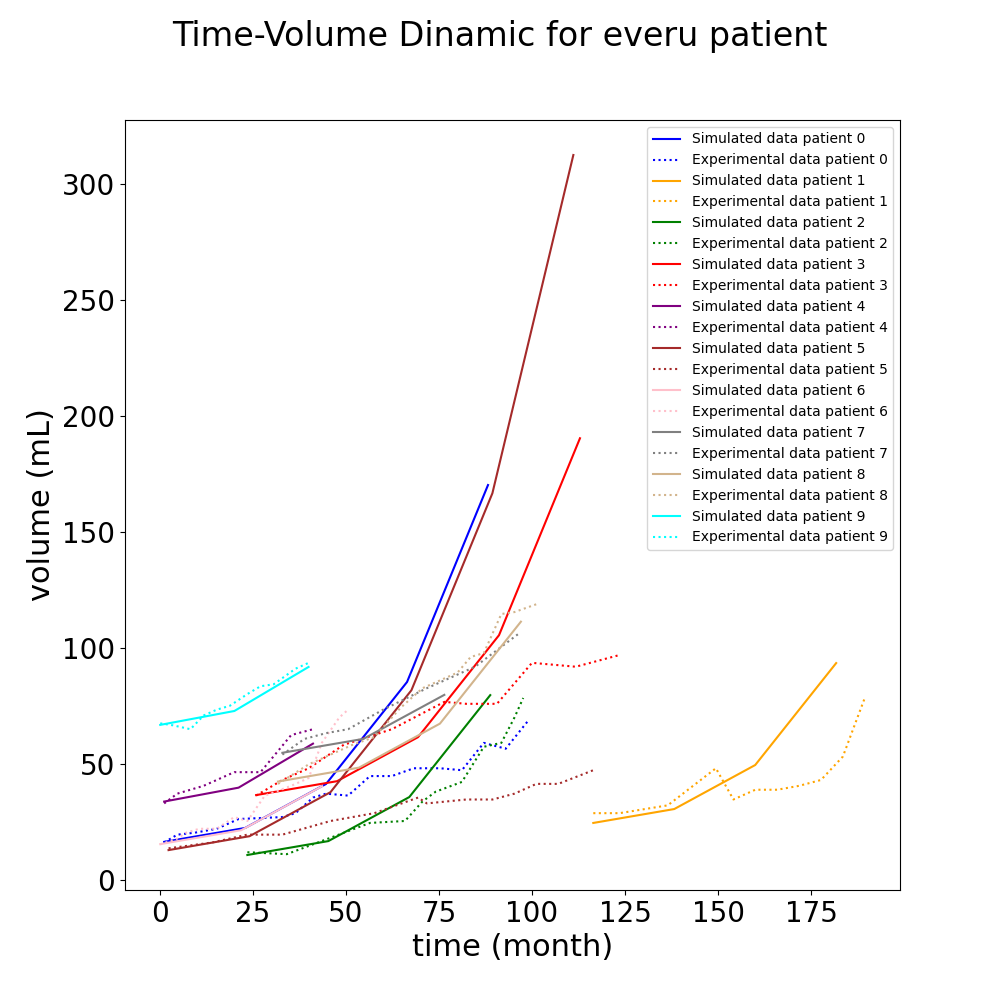 Time-Volume Dinamic for everu patient
Simulated data patient 0
Experimental data patient 0
Simulated data patient 1
Experimental data patient 1
Simulated data patient 2
Experimental data patient 2
Simulated data patient 3
Experimental data patient 3
Simulated data patient 4
Experimental data patient 4
Simulated data patient 5
Experimental data patient 5
Simulated data patient 6
Experimental data patient 6
Simulated data patient 7
Experimental data patient 7
Simulated data patient 8
Experimental data patient 8
Simulated data patient 9
Experimental data patient 9
volume (mL)
300
250
200
150
100
50
0
0 25 50 75 100 125 150 175
time (month)